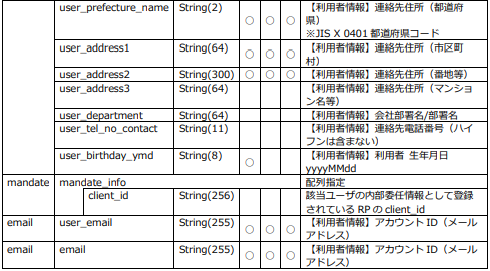 user_prefecture_name String(2) ○ ○ ○ 【利用者情報】連絡先住所（都道府
県）
※JIS X 0401 都道府県コード
user_address1 String(64) ○ ○ ○ 【利用者情報】連絡先住所（市区町
村）
user_address2 String(300) ○ ○ ○ 【利用者情報】連絡先住所（番地等）
user_address3 String(64) 【利用者情報】連絡先住所（マンショ
ン名等）
user_department String(64) 【利用者情報】会社部署名/部署名
user_tel_no_contact String(11) 【利用者情報】連絡先電話番号（ハイ
フンは含まない）
user_birthday_ymd String(8) ○ 【利用者情報】利用者 生年月日
yyyyMMdd
mandate mandate_info 配列指定
client_id String(256) 該当ユーザの内部委任情報として登録
されている RP の client_id
email user_email String(255) ○ ○ ○ 【利用者情報】アカウント ID（メール
アドレス）
email email String(255) ○ ○ ○ 【利用者情報】アカウント ID（メール
アドレス）